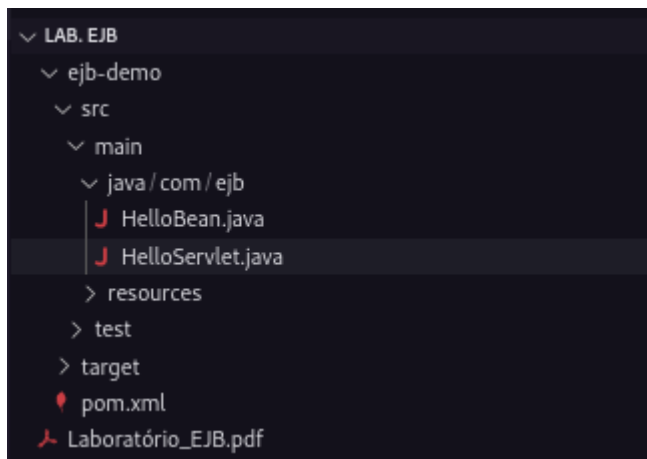 LAB. EJB
ejb-demo
src
main
java/com/ejb
HelloBean.java
HelloServlet.java
resources
test
target
pom.xml
Laboratório_EJB.pdf